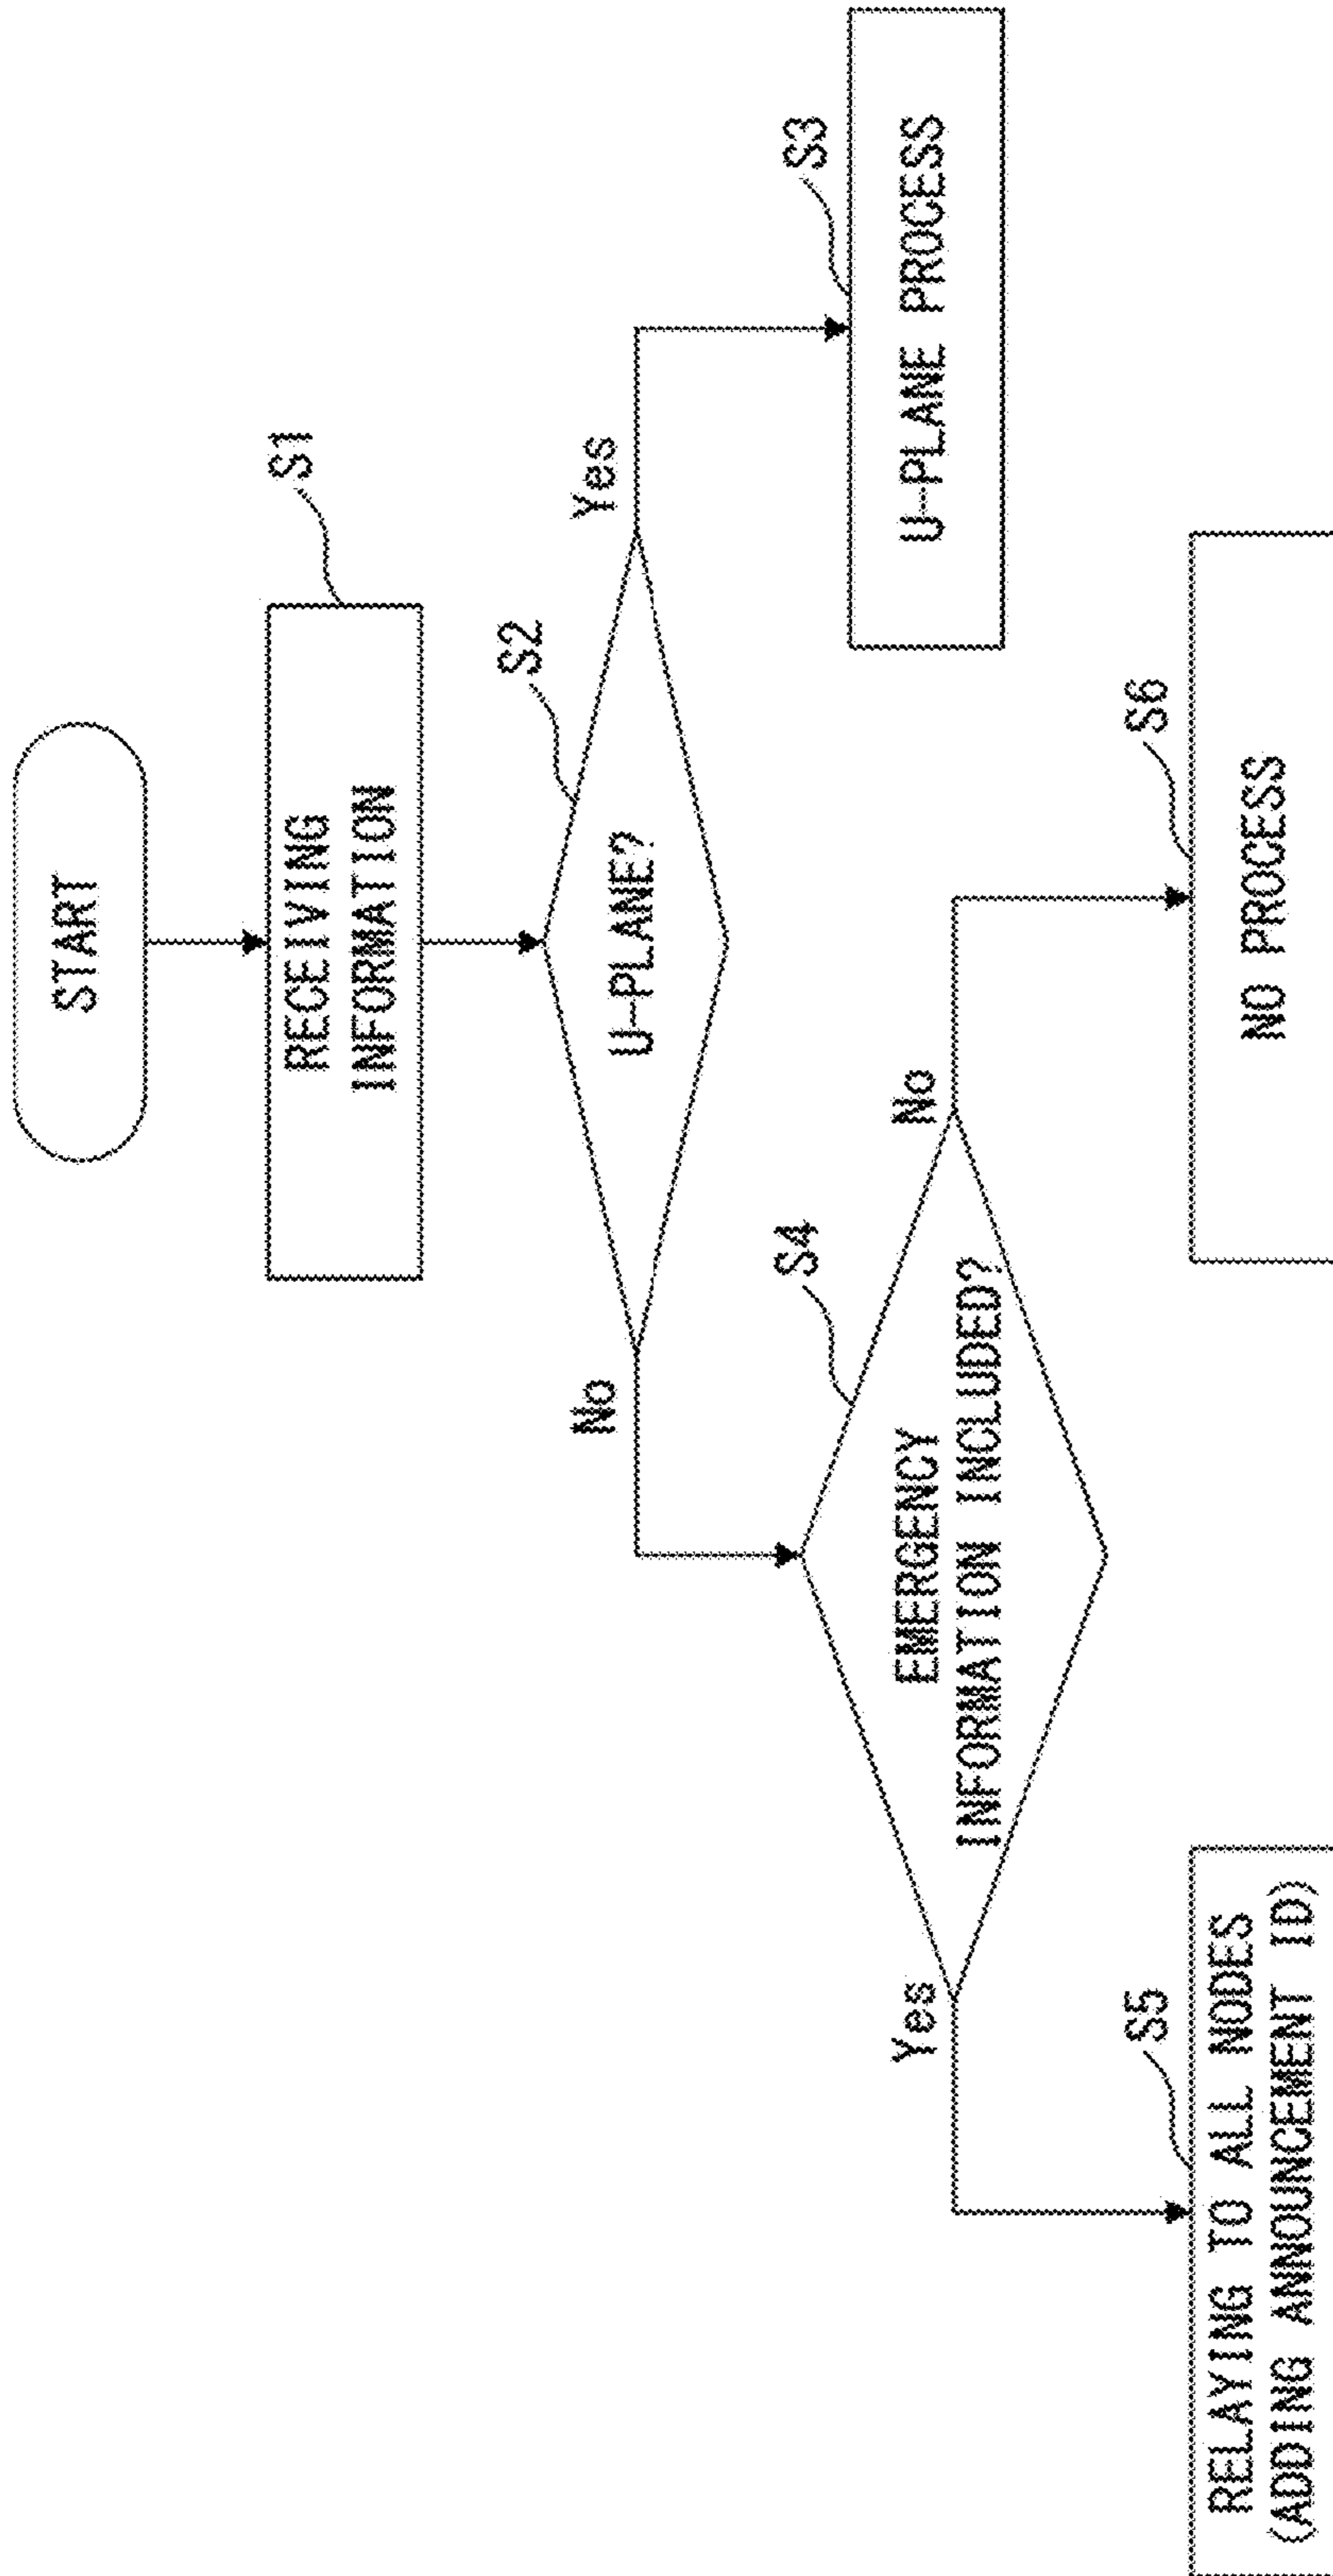 START
S1
RECEIVING
INFORMATION
S2
U-PLANE?
Yes
No
S3
U-PLANE PROCESS
S4
EMERGENCY
INFORMATION INCLUDED?
Yes
No
S5
RELAYING TO ALL NODES
(ADDING ANNOUNCEMENT ID)
S6
NO PROCESS